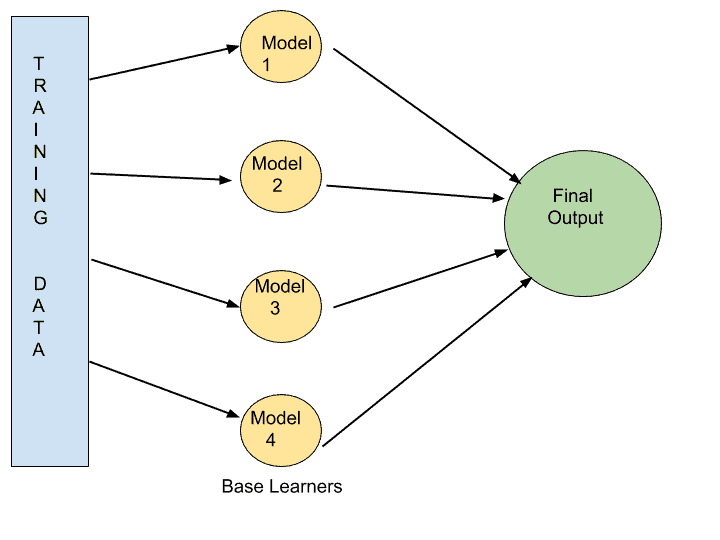 T
R
A
I
N
I
N
G
D
A
T
A
Model
1
Model
2
Model
3
Model
4
Base Learners
Final
Output